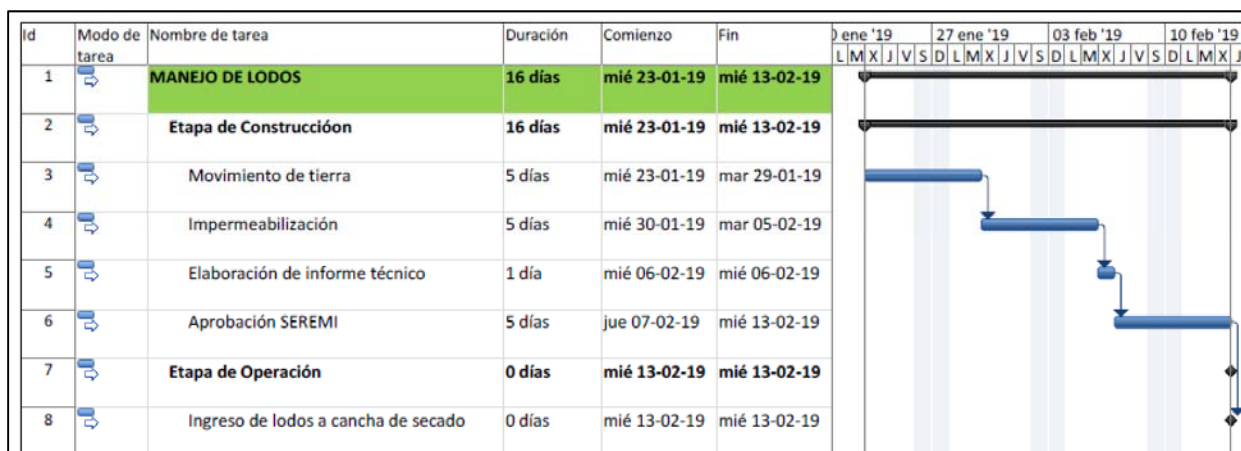 Id Modo de tarea Nombre de tarea Duración Comienzo Fin ene '19 27 ene '19 03 feb '19 10 feb '19
L M X J V S D L M X J V S D L M X J V S D L M X J
1 MANEJO DE LODOS 16 días mié 23-01-19 mié 13-02-19
2 Etapa de Construccióon 16 días mié 23-01-19 mié 13-02-19
3 Movimiento de tierra 5 días mié 23-01-19 mar 29-01-19
4 Impermeabilización 5 días mié 30-01-19 mar 05-02-19
5 Elaboración de informe técnico 1 día mié 06-02-19 mié 06-02-19
6 Aprobación SEREMI 5 días jue 07-02-19 mié 13-02-19
7 Etapa de Operación 0 días mié 13-02-19 mié 13-02-19
8 Ingreso de lodos a cancha de secado 0 días mié 13-02-19 mié 13-02-19